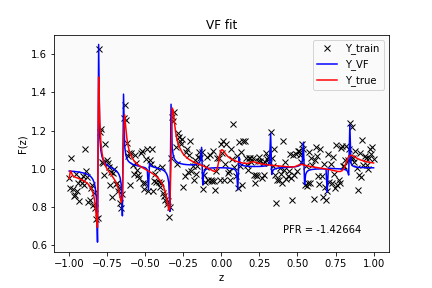 VF fit
Y_train
Y_VF
Y_true
F(z)
1.6
1.4
1.2
1.0
0.8
0.6
PFR = -1.42664
−1.00 −0.75 −0.50 −0.25 0.00 0.25 0.50 0.75 1.00
z